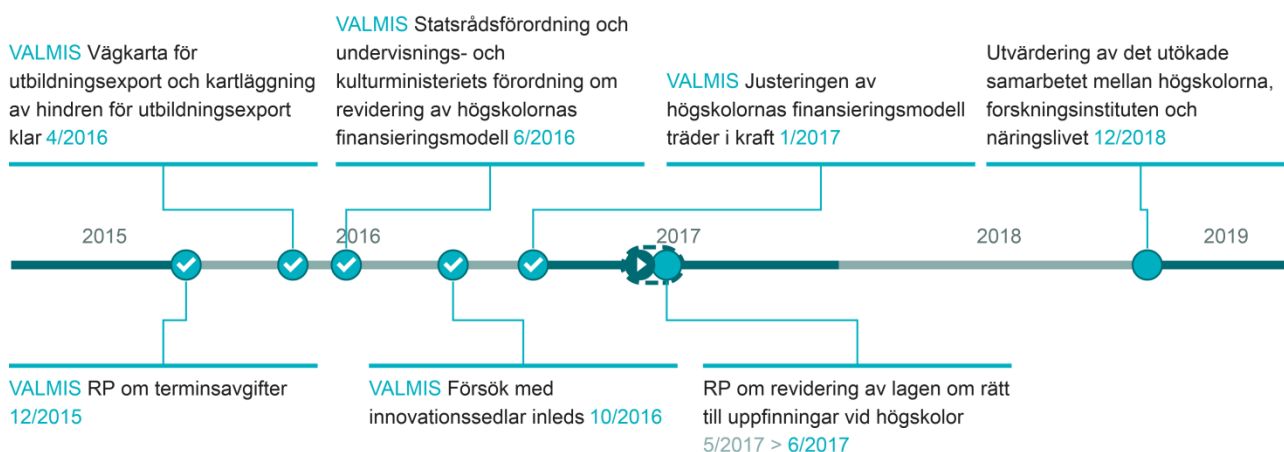 VALMIS Vägkarta för
utbildningsexport och kartläggning
av hindren för utbildningsexport
klar 4/2016
VALMIS Statsrådsförordning och
undervisnings- och
kulturministeriets förordning om
revidering av högskolornas
finansieringsmodell 6/2016
VALMIS Justeringen av
högskolornas finansieringsmodell
träder i kraft 1/2017
Utvärdering av det utökade
samarbetet mellan högskolorna,
forskningsinstituten och
näringslivet 12/2018
2015
2016
2017
2018
2019
VALMIS RP om terminsavgifter
12/2015
VALMIS Försök med
innovationssedlar inleds 10/2016
RP om revidering av lagen om rätt
till uppfinningar vid högskolor
5/2017 > 6/2017